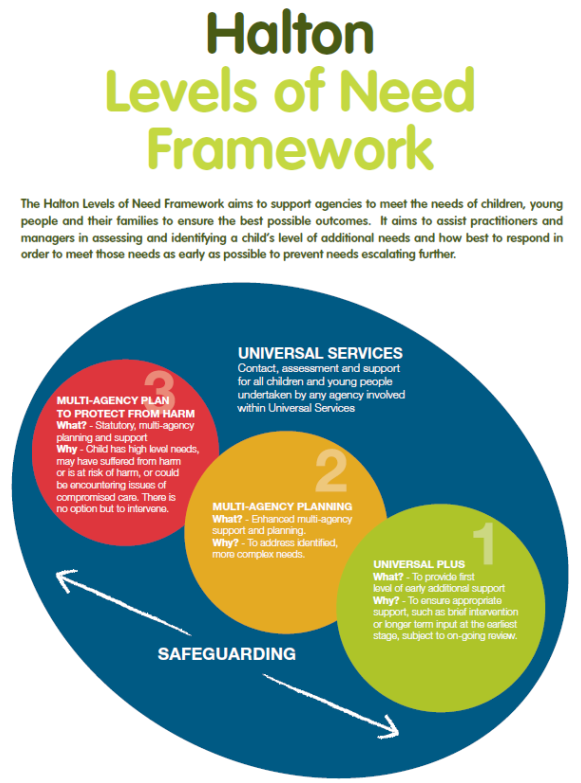 Halton
Levels of Need
Framework
The Halton Levels of Need Framework aims to support agencies to meet the needs of children, young
people and their families to ensure the best possible outcomes. It aims to assist practitioners and
managers in assessing and identifying a child's level of additional needs and how best to respond in
order to meet those needs as early as possible to prevent needs escalating further.
UNIVERSAL SERVICES
Contact, assessment and support
for all children and young people
undertaken by any agency involved
within Universal Services
3
MULTI-AGENCY PLAN
TO PROTECT FROM HARM
What? - Statutory, multi-agency
planning and support
Why - Child has high level needs,
may have suffered from harm
or is at risk of harm, or could
be encountering issues of
compromised care. There is
no option but to intervene.
2
MULTI-AGENCY PLANNING
What? - Enhanced multi-agency
support and planning.
Why? - To address identified,
more complex needs.
1
UNIVERSAL PLUS
What? - To provide first
level of early additional support
Why? - To ensure appropriate
support, such as brief intervention
or longer term input at the earliest
stage, subject to on-going review.
SAFEGUARDING